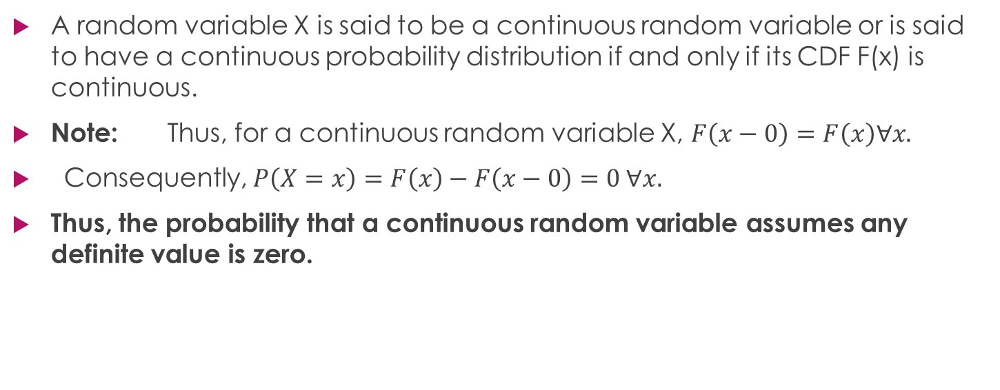 A random variable X is said to be a continuous random variable or is said
to have a continuous probability distribution if and only if its CDF F(x) is
continuous.
Note: Thus, for a continuous random variable X, F(x − 0) = F(x)∀x.
Consequently, P(X = x) = F(x) − F(x − 0) = 0 ∀x.
Thus, the probability that a continuous random variable assumes any
definite value is zero.